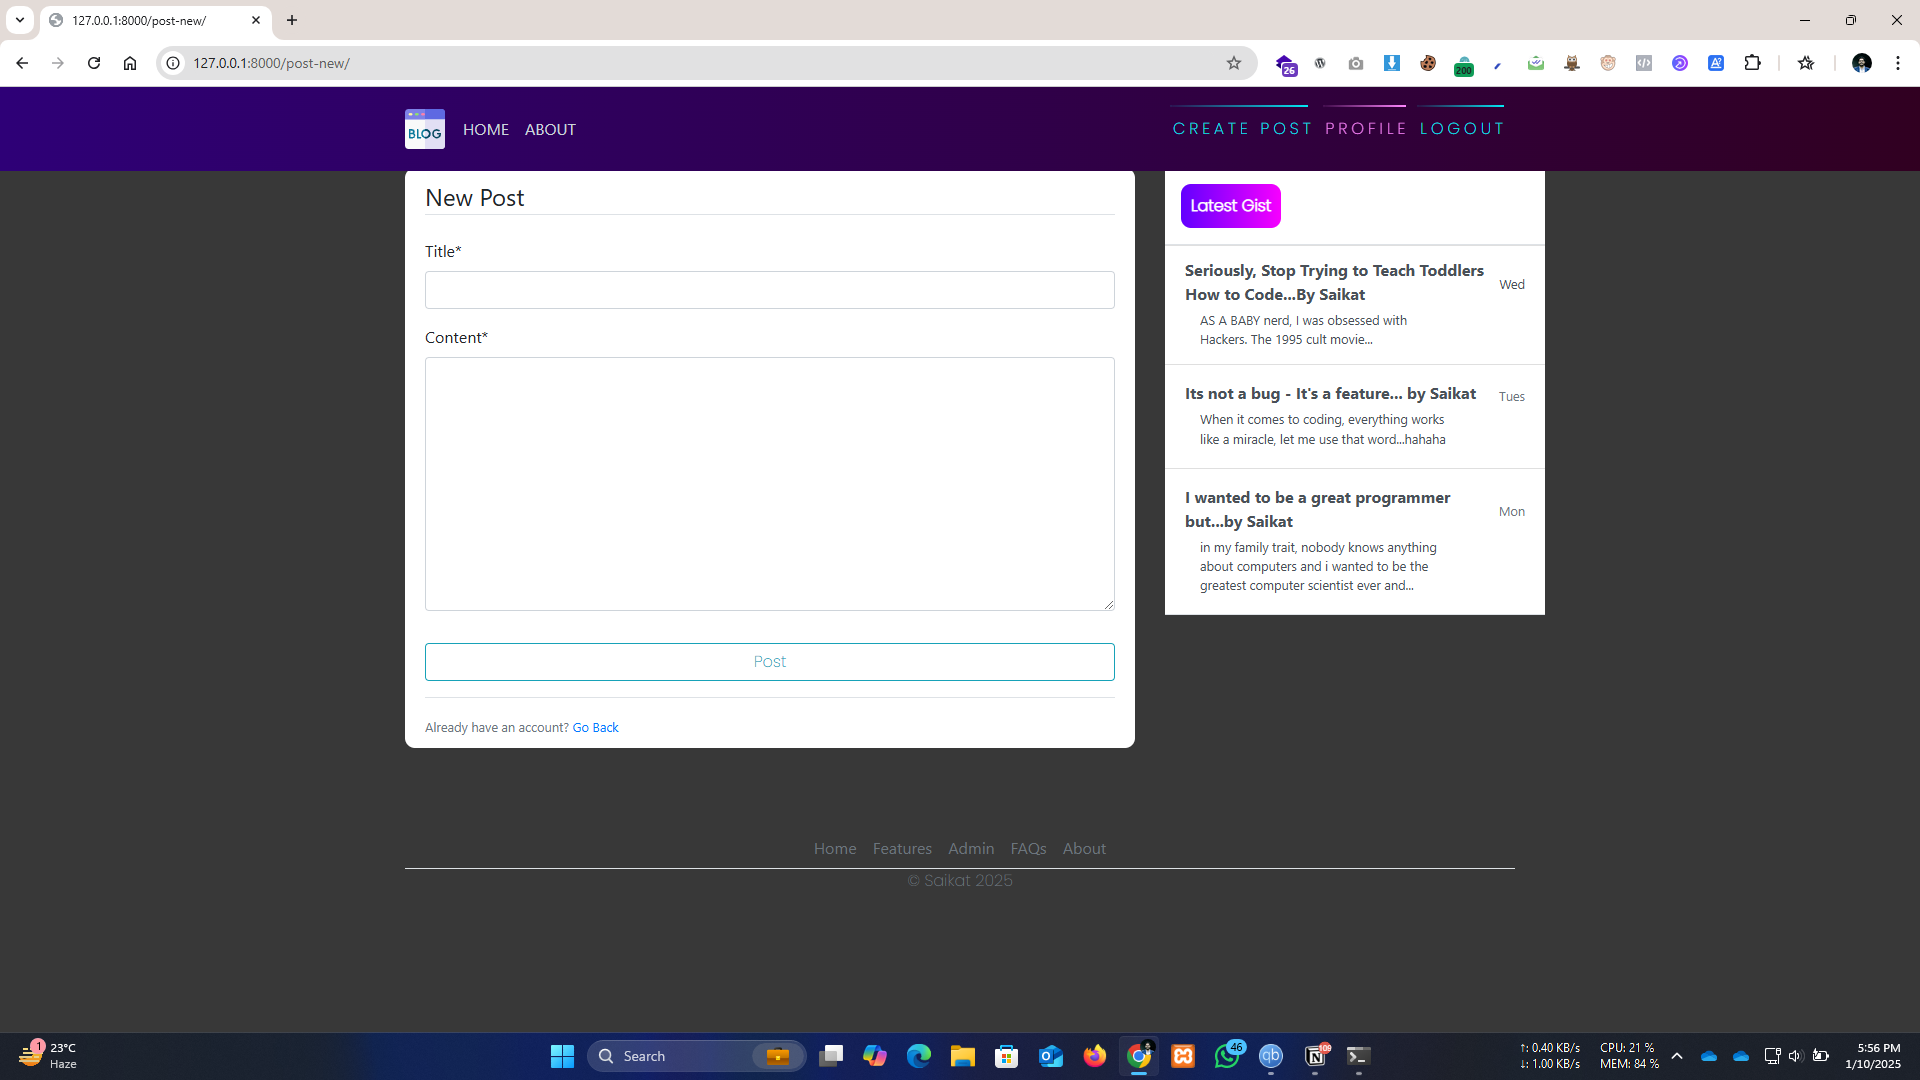 127.0.0.1:8000/post-new/
127.0.0.1:8000/post-new/
26
200
BLOG
HOME
ABOUT
CREATE POST
PROFILE
LOGOUT
New Post
Title*
Content*
Post
Already have an account? Go Back
Latest Gist
Seriously, Stop Trying to Teach Toddlers
How to Code...By Saikat
Wed
AS A BABY nerd, I was obsessed with
Hackers. The 1995 cult movie...
Its not a bug - It's a feature... by Saikat
Tues
When it comes to coding, everything works
like a miracle, let me use that word...hahaha
I wanted to be a great programmer
but...by Saikat
Mon
in my family trait, nobody knows anything
about computers and i wanted to be the
greatest computer scientist ever and...
Home Features Admin FAQs About
© Saikat 2025
1
23°C
Haze
Search
46
qb
109
↑: 0.40 KB/s
↓: 1.00 KB/s
CPU: 21 %
MEM: 84 %
5:56 PM
1/10/2025